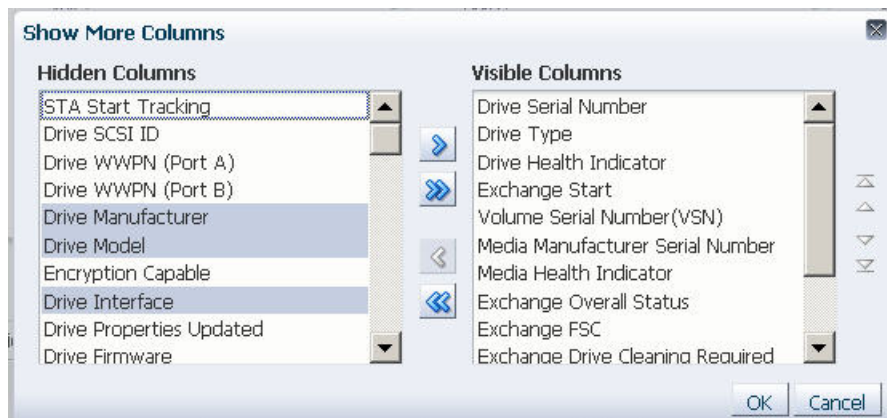 Show More Columns
Hidden Columns
STA Start Tracking
Drive SCSI ID
Drive WWPN (Port A)
Drive WWPN (Port B)
Drive Manufacturer
Drive Model
Encryption Capable
Drive Interface
Drive Properties Updated
Drive Firmware
Visible Columns
Drive Serial Number
Drive Type
Drive Health Indicator
Exchange Start
Volume Serial Number(VSN)
Media Manufacturer Serial Number
Media Health Indicator
Exchange Overall Status
Exchange FSC
Exchange Drive Cleaning Required
OK
Cancel